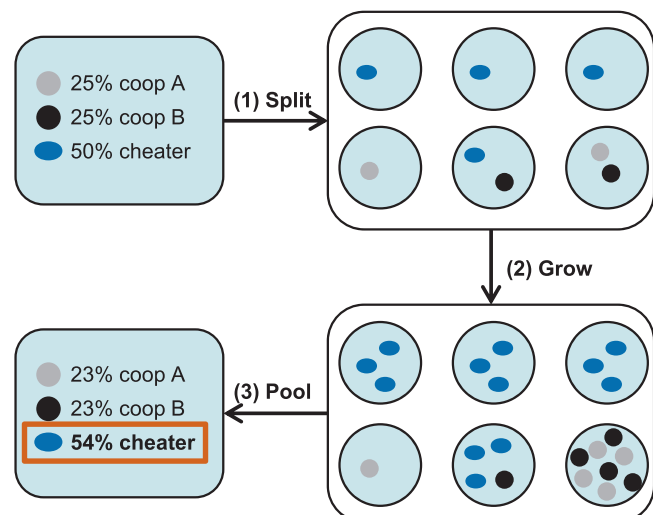 25% coop A
25% coop B
50% cheater
(1) Split
(2) Grow
23% coop A
23% coop B
54% cheater
(3) Pool